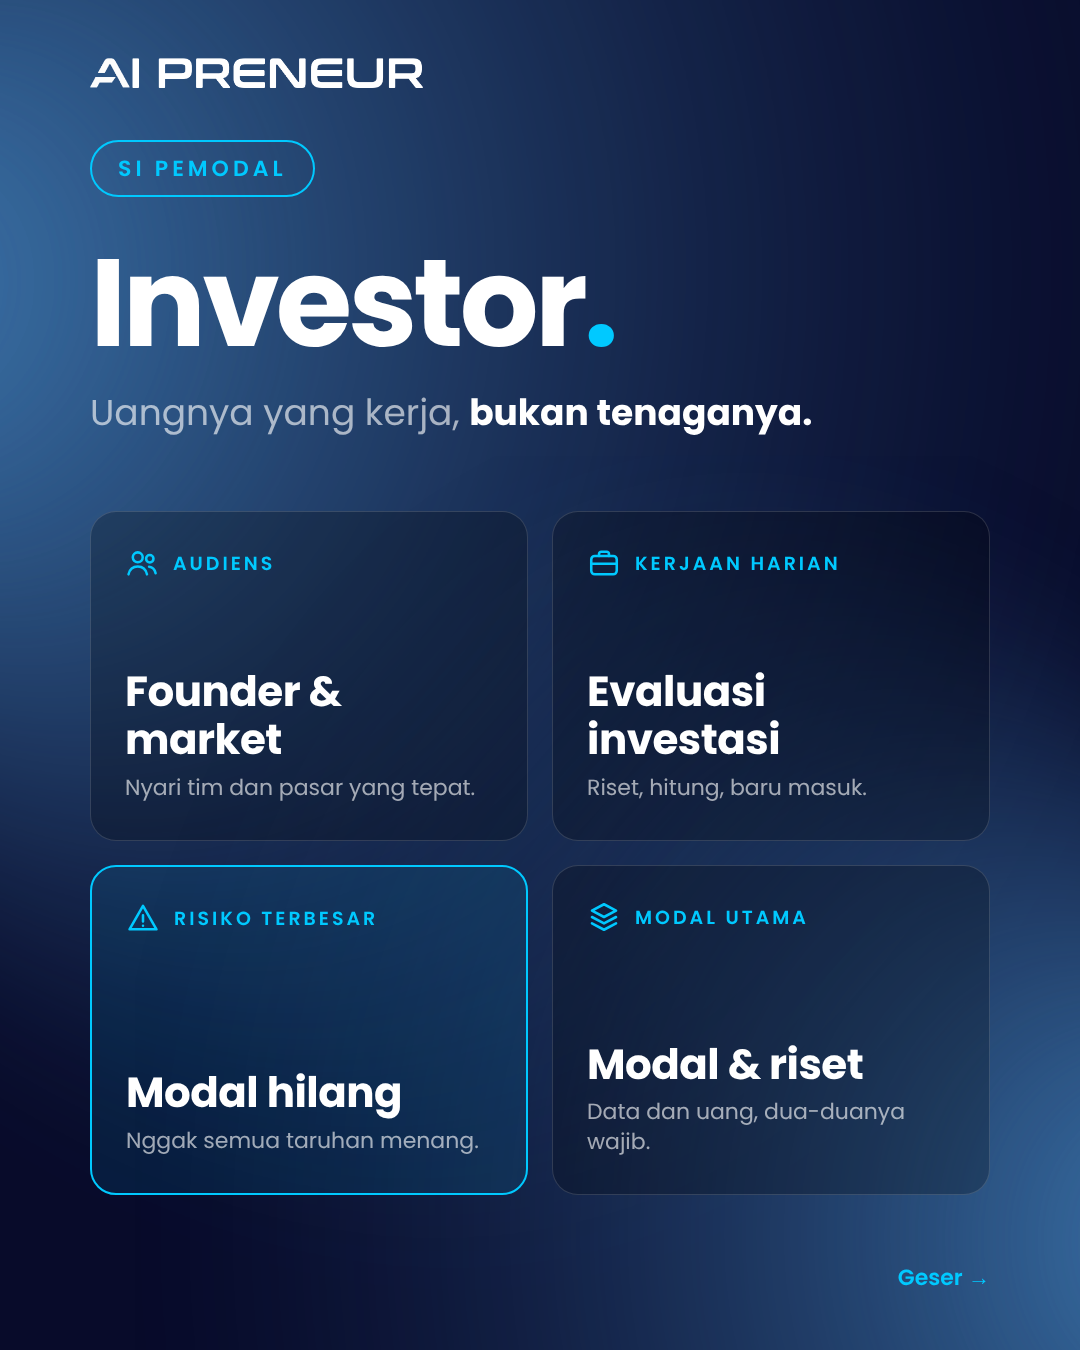 AI PRENEUR
SI PEMODAL
Investor.
Uangnya yang kerja, bukan tenaganya.
AUDIENS
Founder &
market
Nyari tim dan pasar yang tepat.
KERJAAN HARIAN
Evaluasi
investasi
Riset, hitung, baru masuk.
RISIKO TERBESAR
Modal hilang
Nggak semua taruhan menang.
MODAL UTAMA
Modal & riset
Data dan uang, dua-duanya
wajib.
Geser →